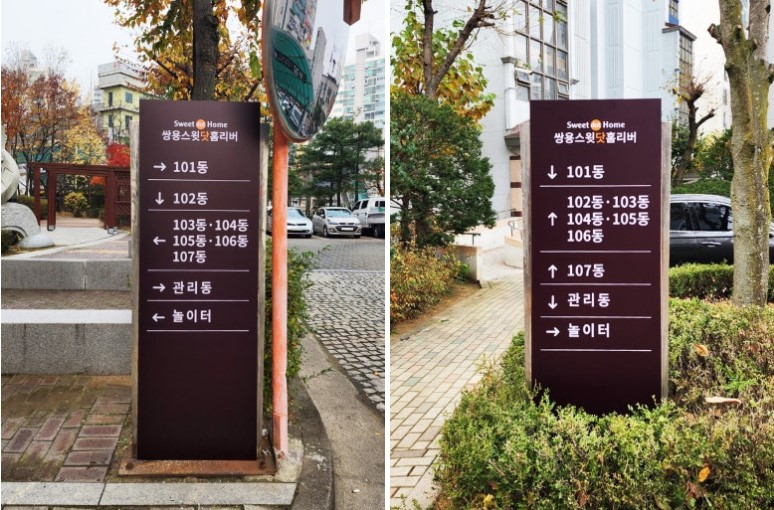 Sweet dot Home
쌍용스윗닷홈리버
→ 101동
↓ 102동
103동·104동
← 105동·106동
107동
→ 관리동
← 놀이터
Sweet dot Home
쌍용스윗닷홈리버
↓ 101동
102동·103동
↑ 104동·105동
106동
↑ 107동
↓ 관리동
→ 놀이터